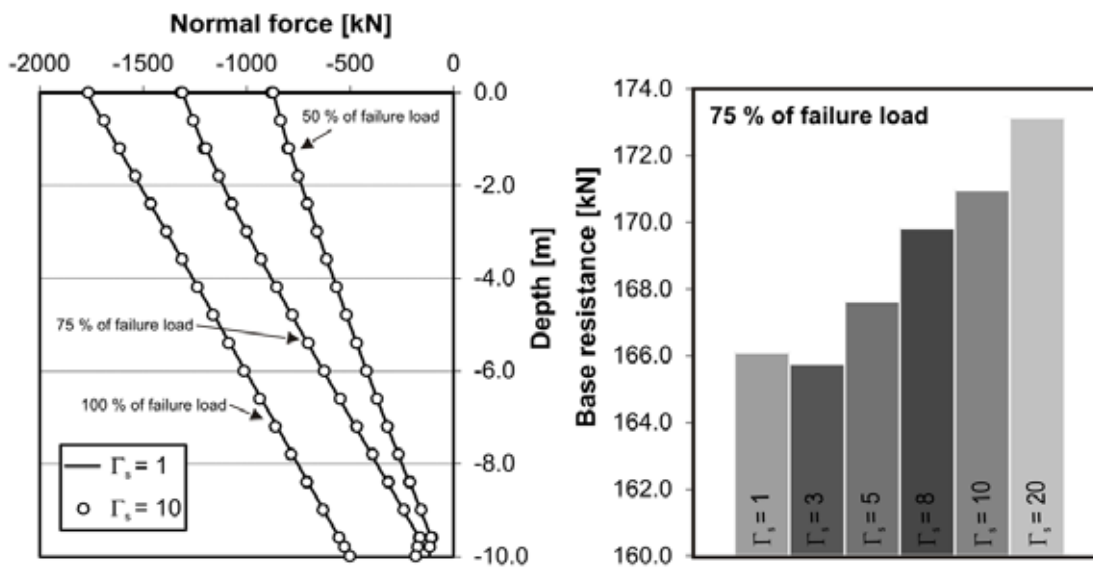 Normal force [kN]
-2000 -1500 -1000 -500 0
0.0
-2.0
-4.0
-6.0
-8.0
-10.0
Depth [m]
50 % of failure load
75 % of failure load
100 % of failure load
Γs = 1
Γs = 10
174.0
172.0
170.0
168.0
166.0
164.0
162.0
160.0
Base resistance [kN]
75 % of failure load
Γs = 1
Γs = 3
Γs = 5
Γs = 8
Γs = 10
Γs = 20